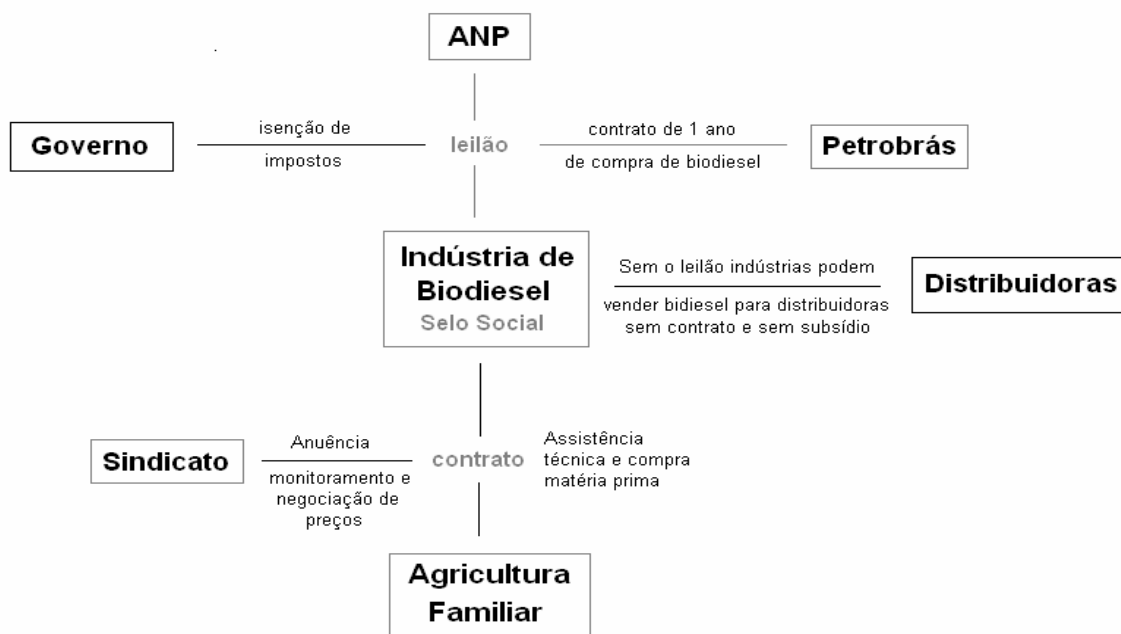 ANP
Governo
isenção de
impostos
leilão
contrato de 1 ano
de compra de biodiesel
Petrobrás
Indústria de
Biodiesel
Selo Social
Sem o leilão indústrias podem
vender bidiesel para distribuidoras
sem contrato e sem subsídio
Distribuidoras
Sindicato
Anuência
monitoramento e
negociação de
preços
contrato
Assistência
técnica e compra
matéria prima
Agricultura
Familiar